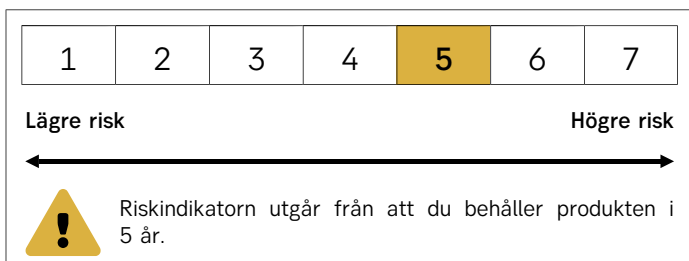 1 2 3 4 5 6 7
Lägre risk Högre risk
Riskindikatorn utgår från att du behåller produkten i
5 år.